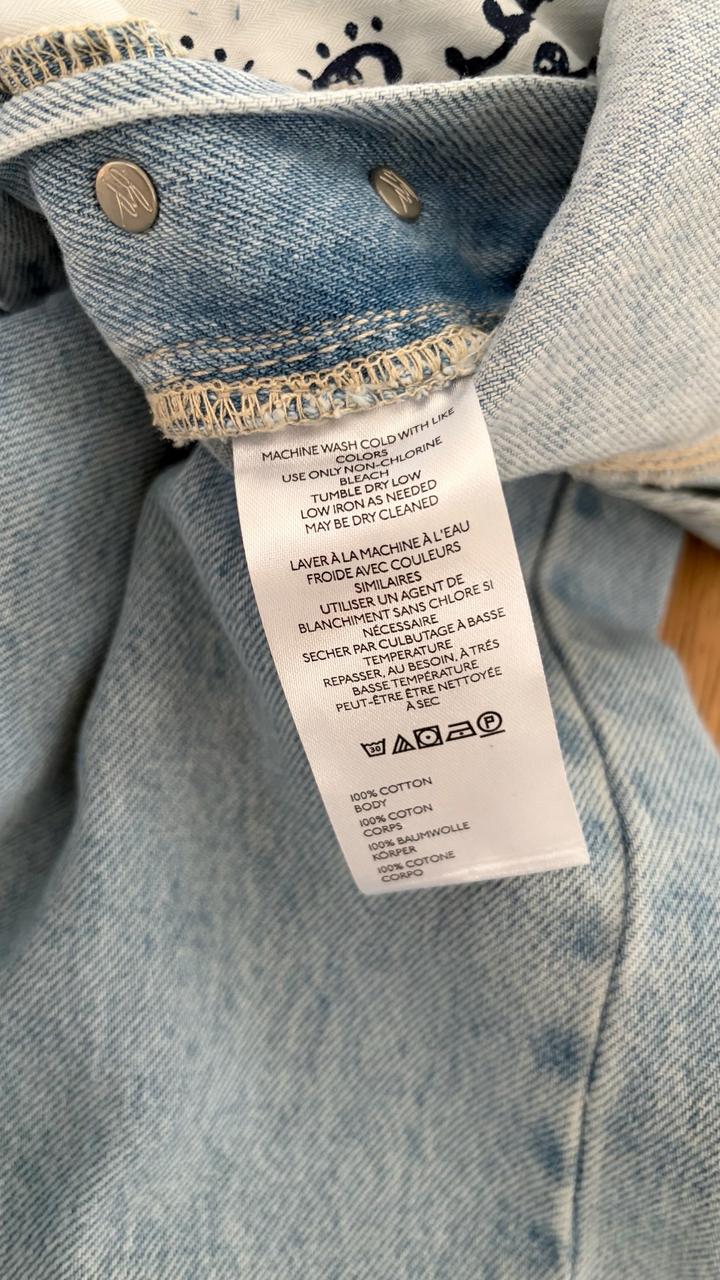 MACHINE WASH COLD WITH LIKE
COLORS
USE ONLY NON-CHLORINE
BLEACH
TUMBLE DRY LOW
LOW IRON AS NEEDED
MAY BE DRY CLEANED
LAVER À LA MACHINE À L'EAU
FROIDE AVEC COULEURS
SIMILAIRES
UTILISER UN AGENT DE
BLANCHIMENT SANS CHLORE SI
NÉCESSAIRE
SECHER PAR CULBUTAGE À BASSE
TEMPERATURE
REPASSER, AU BESOIN, À TRÉS
BASSE TEMPÉRATURE
PEUT-ÊTRE ÊTRE NETTOYÉE
À SEC
30 P
100% COTTON
BODY
100% COTON
CORPS
100% BAUMWOLLE
KÖRPER
100% COTONE
CORPO